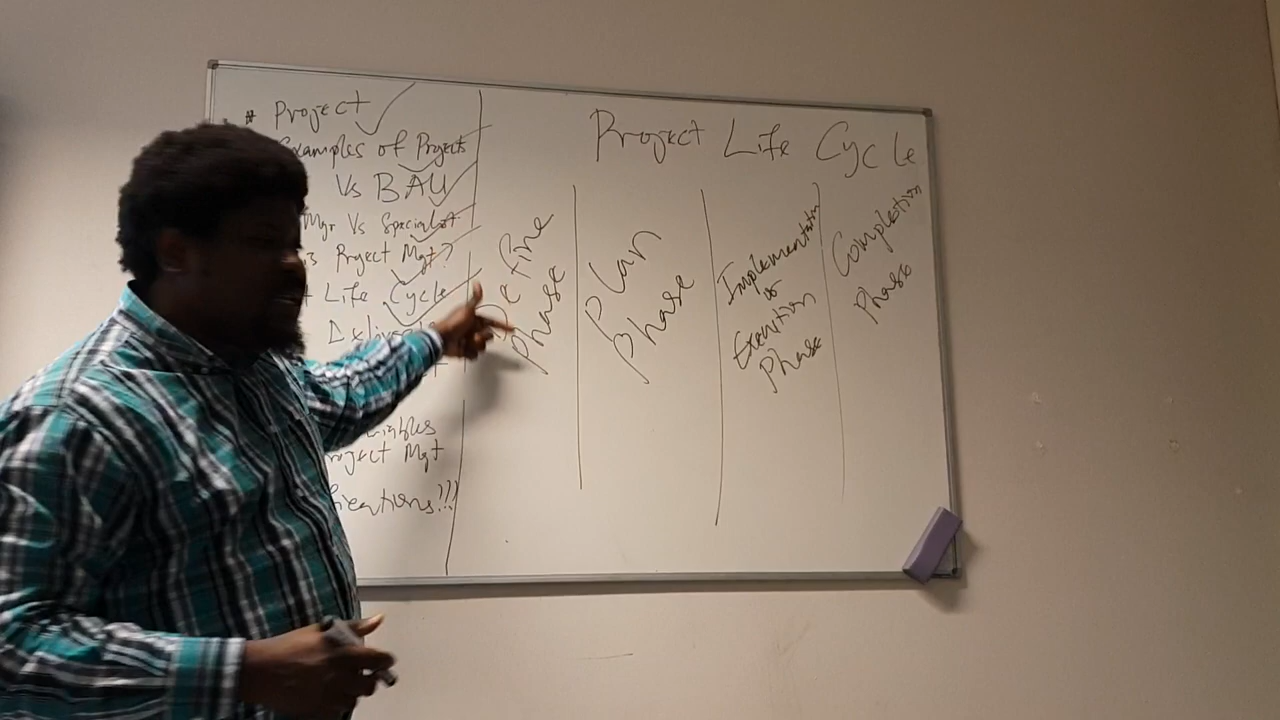 # Project
Examples of Projects
Vs BAU
Mgr Vs Specialist
is Project Mgt?
Life Cycle
Mgt
Project Life Cycle
Define
Phase
Plan
Phase
Implementation
or
Execution
Phase
Completion
Phase